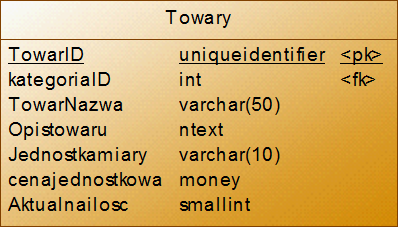 Towary
TowarID uniqueidentifier <pk>
kategoriaID int <fk>
TowarNazwa varchar(50)
Opistowaru ntext
Jednostkamiary varchar(10)
cenajednostkowa money
Aktualnailosc smallint